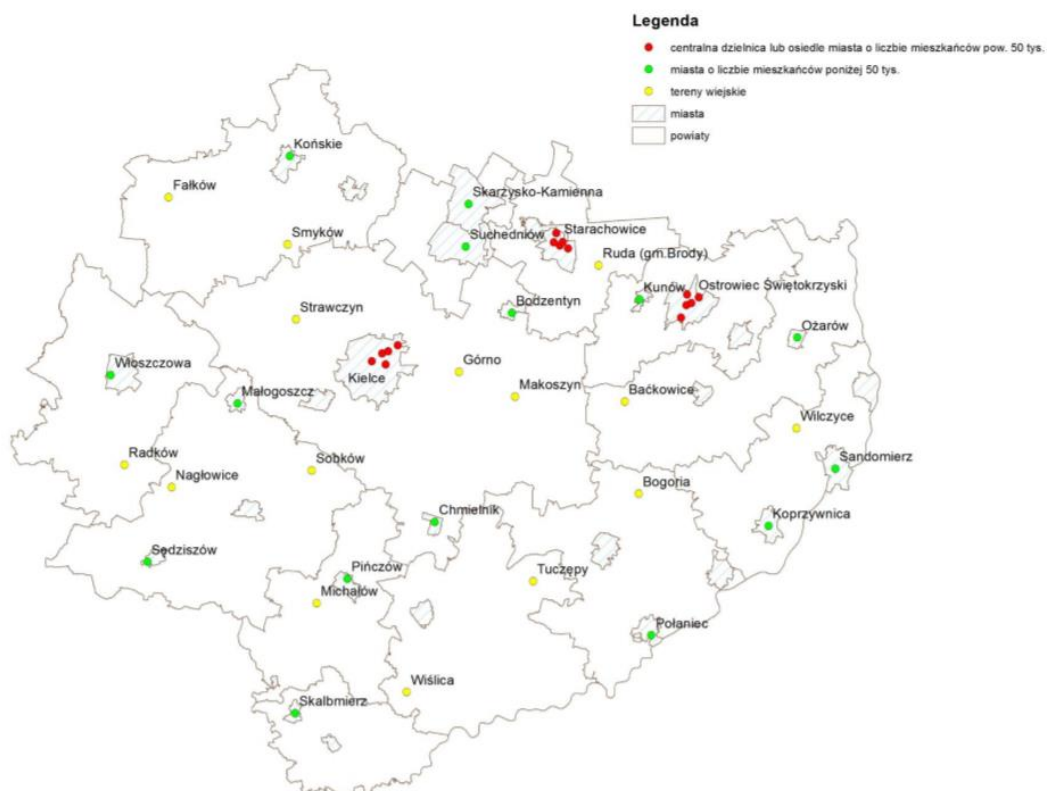 Legenda
centralna dzielnica lub osiedle miasta o liczbie mieszkańców pow. 50 tys.
miasta o liczbie mieszkańców poniżej 50 tys.
tereny wiejskie
miasta
powiaty
Końskie
Fałków
Skarżysko-Kamienna
Smyków
Suchedniów
Starachowice
Ruda (gm.Brody)
Kunów
Ostrowiec Świętokrzyski
Strawczyn
Bodzentyn
Ożarów
Włoszczowa
Kielce
Górno
Małogoszcz
Makoszyn
Baćkowice
Wilczyce
Radków
Nagłowice
Sobków
Sandomierz
Bogoria
Chmielnik
Koprzywnica
Sędziszów
Pińczów
Tuczępy
Michałów
Połaniec
Wiślica
Skalbmierz